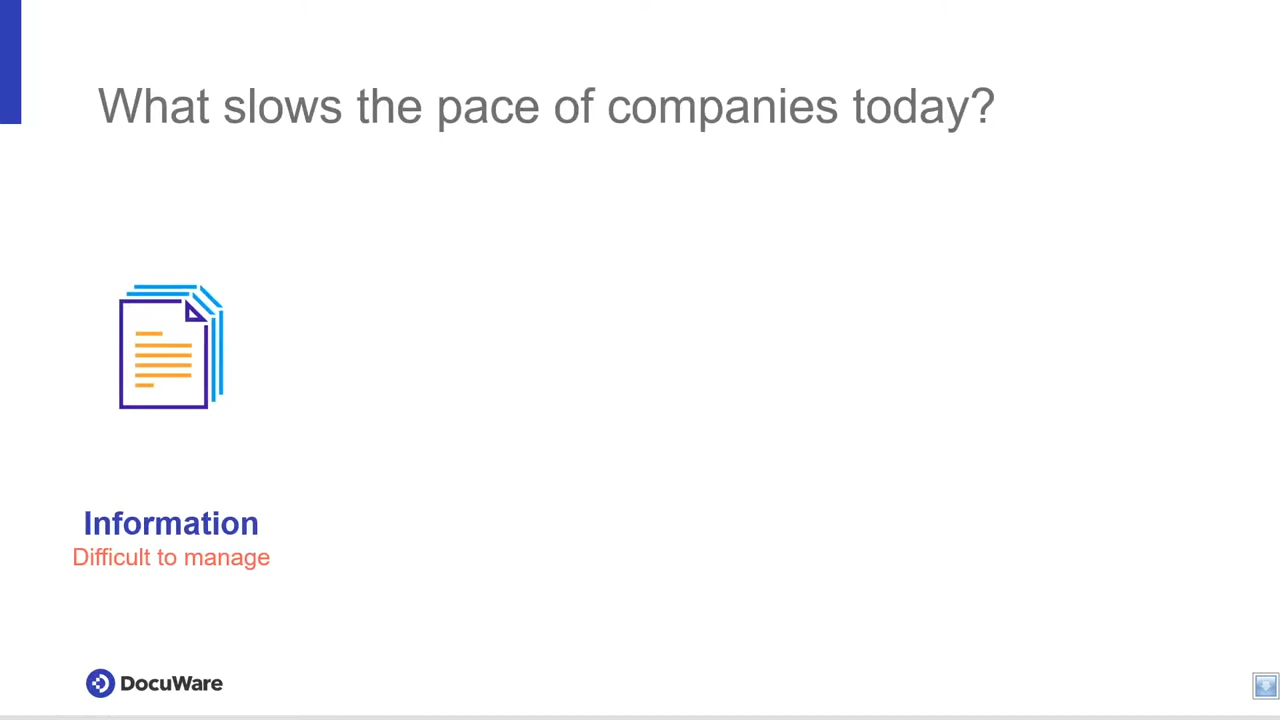 What slows the pace of companies today?
Information
Difficult to manage
DocuWare